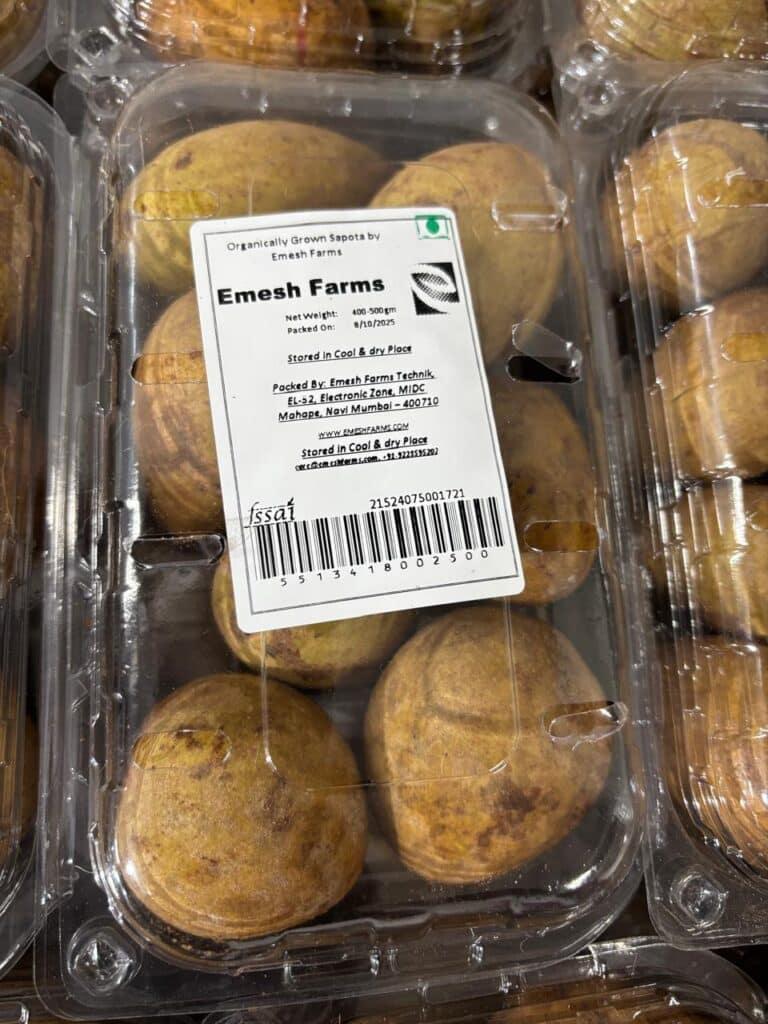 Organically Grown Sapota by
Emesh Farms
Emesh Farms
Net Weight: 400-500gm
Packed On: 8/10/2025
Stored in Cool & dry Place
Packed By: Emesh Farms Technik,
EL-52, Electronic Zone, MIDC
Mahape, Navi Mumbai – 400710
WWW.EMESHFARMS.COM
Stored in Cool & dry Place
fssai
21524075001721
5513418002500